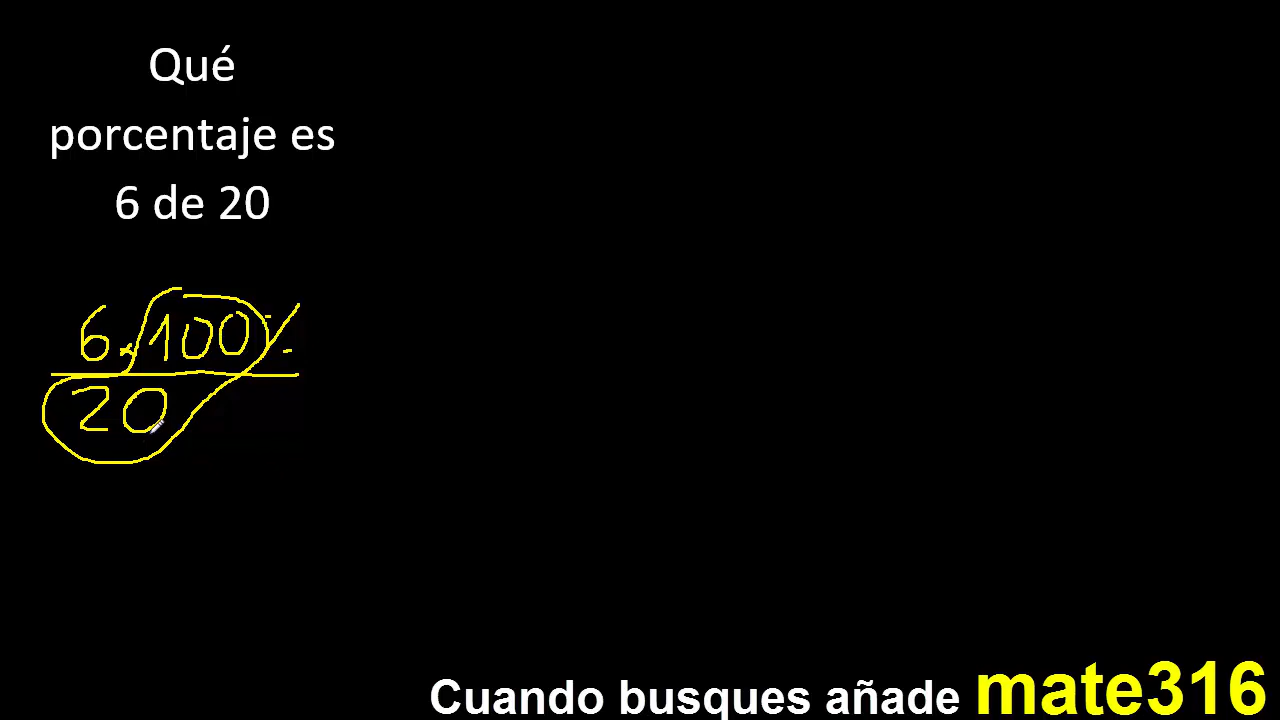 Qué
porcentaje es
6 de 20
6 . 100 %
20
Cuando busques añade mate316